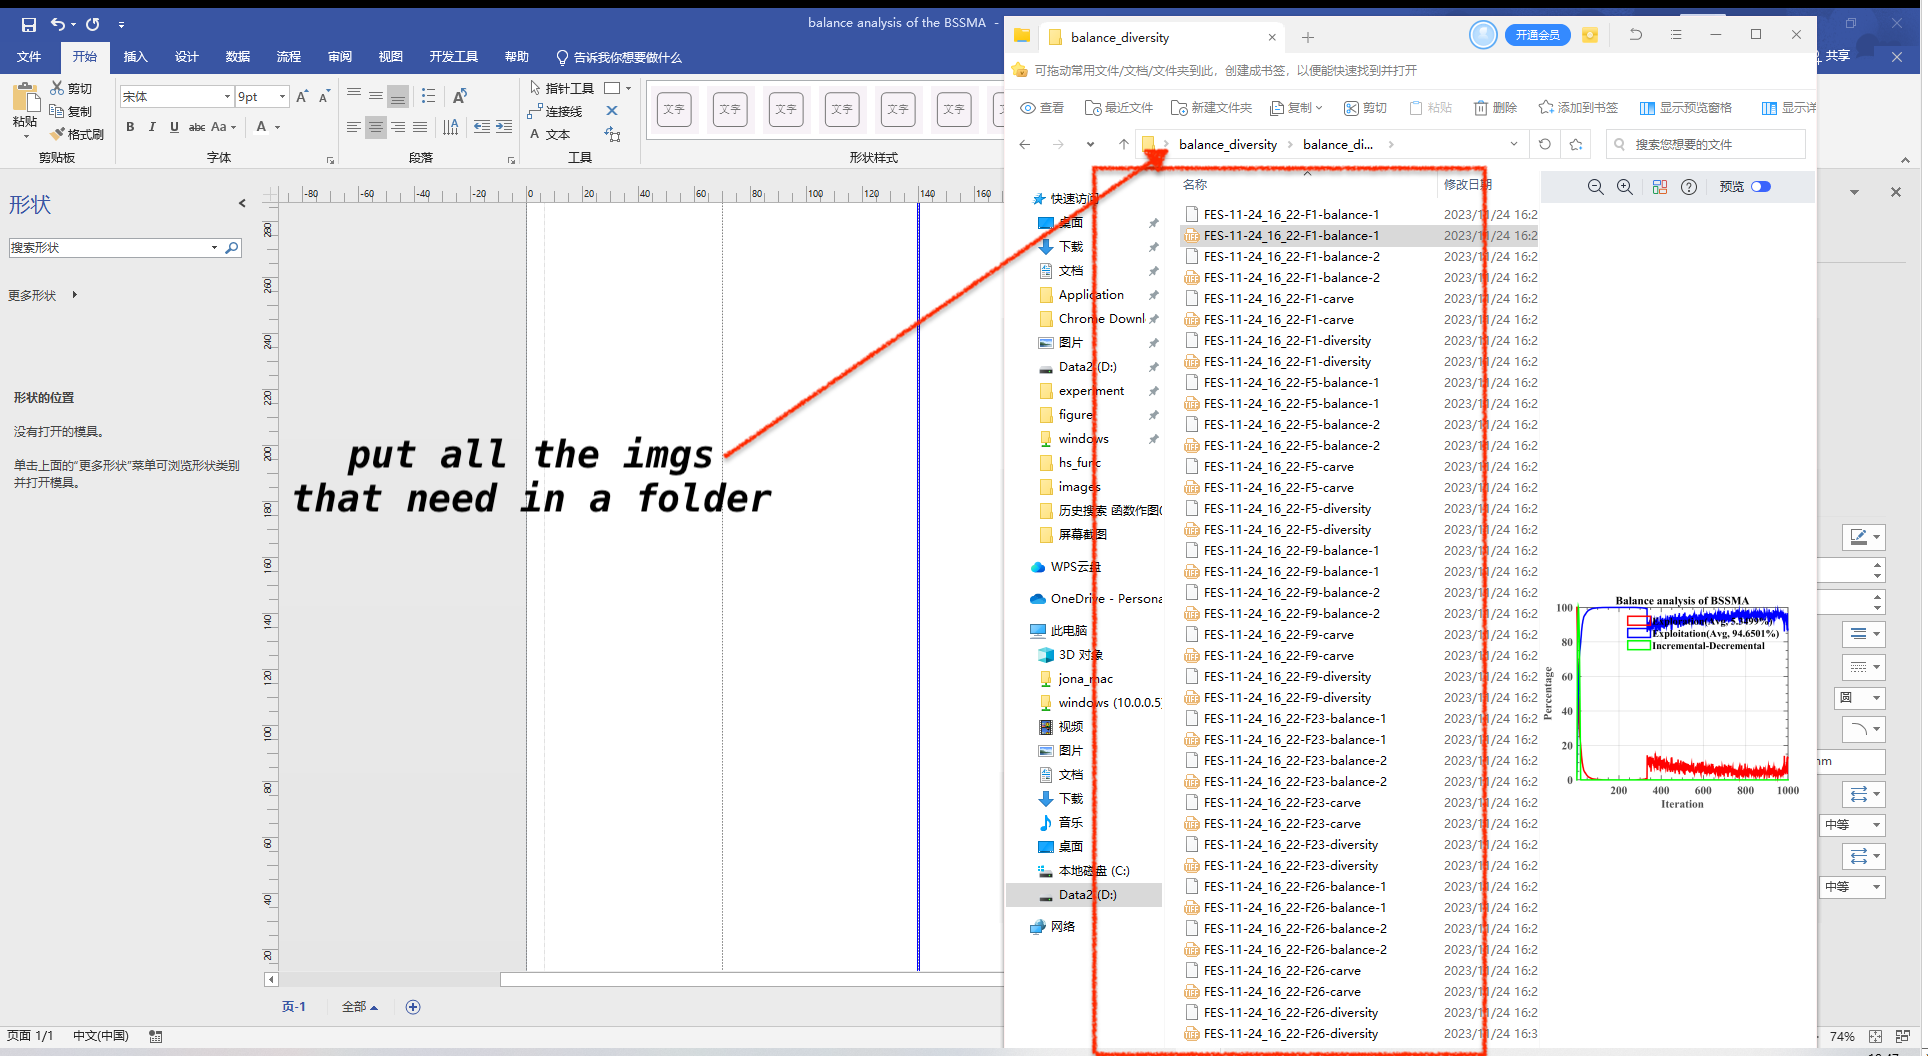 balance analysis of the BSSMA -
文件
开始
插入
设计
数据
流程
审阅
视图
开发工具
帮助
告诉我你想要做什么
共享
粘贴
剪切
复制
格式刷
剪贴板
宋体
9pt
A A
B I U abc Aa A
字体
段落
指针工具
连接线
A 文本
工具
文字 文字 文字 文字 文字 文字
形状样式
形状
搜索形状
更多形状
形状的位置
没有打开的模具。
单击上面的“更多形状”菜单可浏览形状类别
并打开模具。
-80 -60 -40 -20 0 20 40 60 80 100 120 140 160
280
260
240
220
200
180
160
140
120
100
80
60
40
20
put all the imgs
that need in a folder
页-1
全部
页面 1/1
中文(中国)
74%
balance_diversity
开通会员
可拖动常用文件/文档/文件夹到此，创建成书签，以便能快速找到并打开
查看
最近文件
新建文件夹
复制
剪切
粘贴
删除
添加到书签
显示预览窗格
balance_diversity
balance_di...
搜索您想要的文件
快速访问
桌面
下载
文档
Application
Chrome Downl
图片
Data2 (D:)
experiment
figure
windows
hs_func
images
历史搜索 函数作图(
屏幕截图
WPS云盘
OneDrive - Persona
此电脑
3D 对象
jona_mac
windows (10.0.0.5)
视频
图片
文档
下载
音乐
桌面
本地磁盘 (C:)
Data2 (D:)
网络
名称
修改日期
FES-11-24_16_22-F1-balance-1 2023/11/24 16:2
FES-11-24_16_22-F1-balance-1 2023/11/24 16:2
FES-11-24_16_22-F1-balance-2 2023/11/24 16:2
FES-11-24_16_22-F1-balance-2 2023/11/24 16:2
FES-11-24_16_22-F1-carve 2023/11/24 16:2
FES-11-24_16_22-F1-carve 2023/11/24 16:2
FES-11-24_16_22-F1-diversity 2023/11/24 16:2
FES-11-24_16_22-F1-diversity 2023/11/24 16:2
FES-11-24_16_22-F5-balance-1 2023/11/24 16:2
FES-11-24_16_22-F5-balance-1 2023/11/24 16:2
FES-11-24_16_22-F5-balance-2 2023/11/24 16:2
FES-11-24_16_22-F5-balance-2 2023/11/24 16:2
FES-11-24_16_22-F5-carve 2023/11/24 16:2
FES-11-24_16_22-F5-carve 2023/11/24 16:2
FES-11-24_16_22-F5-diversity 2023/11/24 16:2
FES-11-24_16_22-F5-diversity 2023/11/24 16:2
FES-11-24_16_22-F9-balance-1 2023/11/24 16:2
FES-11-24_16_22-F9-balance-1 2023/11/24 16:2
FES-11-24_16_22-F9-balance-2 2023/11/24 16:2
FES-11-24_16_22-F9-balance-2 2023/11/24 16:2
FES-11-24_16_22-F9-carve 2023/11/24 16:2
FES-11-24_16_22-F9-carve 2023/11/24 16:2
FES-11-24_16_22-F9-diversity 2023/11/24 16:2
FES-11-24_16_22-F9-diversity 2023/11/24 16:2
FES-11-24_16_22-F23-balance-1 2023/11/24 16:2
FES-11-24_16_22-F23-balance-1 2023/11/24 16:2
FES-11-24_16_22-F23-balance-2 2023/11/24 16:2
FES-11-24_16_22-F23-balance-2 2023/11/24 16:2
FES-11-24_16_22-F23-carve 2023/11/24 16:2
FES-11-24_16_22-F23-carve 2023/11/24 16:2
FES-11-24_16_22-F23-diversity 2023/11/24 16:2
FES-11-24_16_22-F23-diversity 2023/11/24 16:2
FES-11-24_16_22-F26-balance-1 2023/11/24 16:2
FES-11-24_16_22-F26-balance-1 2023/11/24 16:2
FES-11-24_16_22-F26-balance-2 2023/11/24 16:2
FES-11-24_16_22-F26-balance-2 2023/11/24 16:2
FES-11-24_16_22-F26-carve 2023/11/24 16:2
FES-11-24_16_22-F26-carve 2023/11/24 16:2
FES-11-24_16_22-F26-diversity 2023/11/24 16:2
FES-11-24_16_22-F26-diversity 2023/11/24 16:3
预览
Balance analysis of BSSMA
Exploitation(Avg, 94.6501%)
Incremental-Decremental
Percentage
100
80
60
40
20
0
200 400 600 800 1000
Iteration
圆
中等
中等